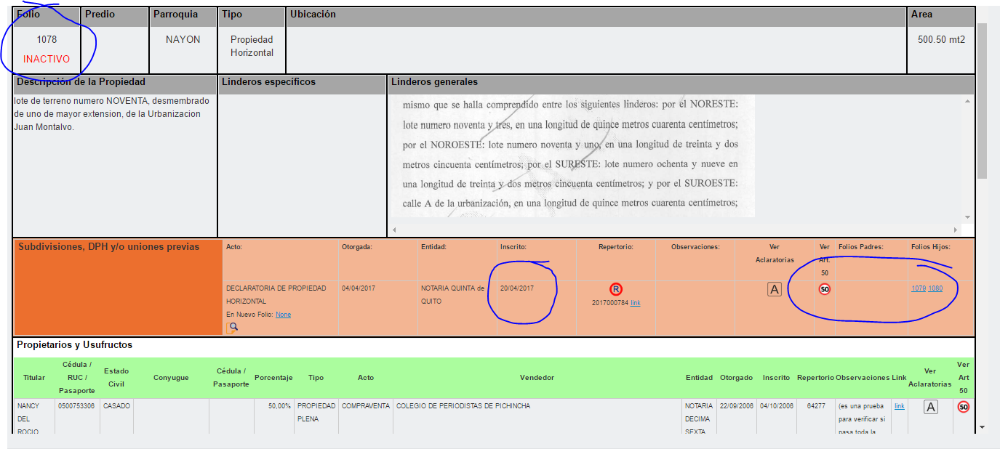 Folio Predio Parroquia Tipo Ubicación Area
1078 NAYON Propiedad 500.50 mt2
INACTIVO Horizontal
Descripción de la Propiedad Linderos específicos Linderos generales
lote de terreno numero NOVENTA, desmembrado
de uno de mayor extension, de la Urbanizacion
Juan Montalvo.
mismo que se halla comprendido entre los siguientes linderos: por el NORESTE:
lote numero noventa y tres, en una longitud de quince metros cuarenta centímetros;
por el NOROESTE: lote numero noventa y uno, en una longitud de treinta y dos
metros cincuenta centímetros; por el SURESTE: lote numero ochenta y nueve en
una longitud de treinta y dos metros cincuenta centímetros; y por el SUROESTE:
calle A de la urbanización, en una longitud de quince metros cuarenta centímetros;
Subdivisiones, DPH y/o uniones previas Acto: Otorgada: Entidad: Inscrito: Repertorio: Observaciones: Ver Ver Folios Padres: Folios Hijos:
Aclaratorias Art.
50
DECLARATORIA DE PROPIEDAD 04/04/2017 NOTARIA QUINTA de 20/04/2017 R A 50 1079 1080
HORIZONTAL QUITO 2017000784 link
En Nuevo Folio: None
Propietarios y Usufructos
Titular Cédula / RUC / Pasaporte Estado Civil Conyugue Cédula / Pasaporte Porcentaje Tipo Acto Vendedor Entidad Otorgado Inscrito Repertorio Observaciones Link Ver Aclaratorias Ver Art 50
NANCY 0500753306 CASADO 50,00% PROPIEDAD COMPRAVENTA COLEGIO DE PERIODISTAS DE PICHINCHA NOTARIA 22/09/2006 04/10/2006 64277 (es una prueba link A 50
DEL PLENA DECIMA para verificar si
ROCIO SEXTA pasa toda la